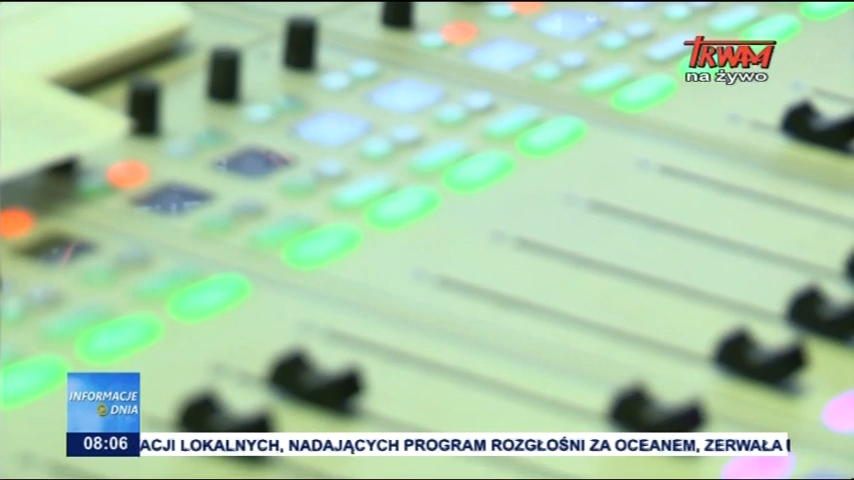 TRWAM
na żywo
INFORMACJE
DNIA
08:06
ACJI LOKALNYCH, NADAJĄCYCH PROGRAM ROZGŁOŚNI ZA OCEANEM, ZERWAŁA